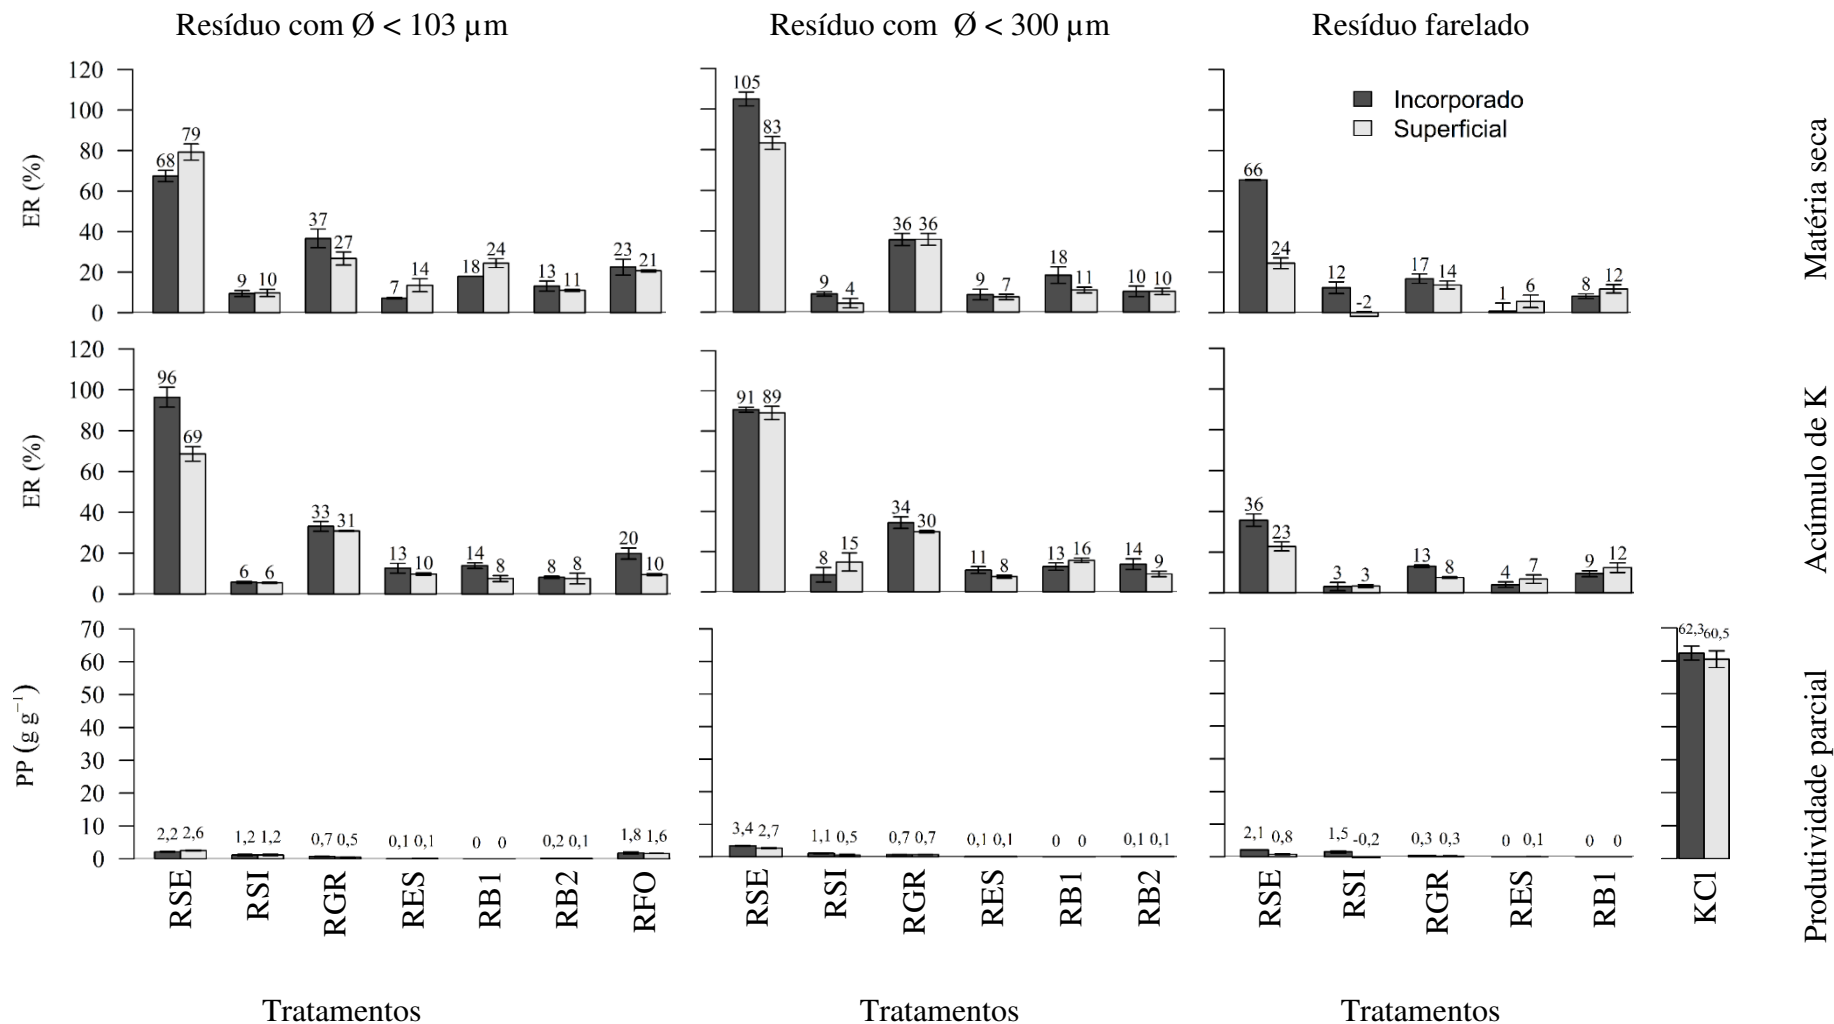 Resíduo com Ø < 103 µm
Resíduo com Ø < 300 µm
Resíduo farelado
120
100
80
60
40
20
0
ER (%)
68 79
9 10
37 27
7 14
18 24
13 11
23 21
105 83
9 4
36 36
9 7
18 11
10 10
66 24
12 -2
17 14
1 6
8 12
Incorporado
Superficial
Matéria seca
120
100
80
60
40
20
0
ER (%)
96 69
6 6
33 31
13 10
14 8
8 8
20 10
91 89
8 15
34 30
11 8
13 16
14 9
36 23
3 3
13 8
4 7
9 12
Acúmulo de K
70
60
50
40
30
20
10
0
PP (g g⁻¹)
2,2 2,6
1,2 1,2
0,7 0,5
0,1 0,1
0 0
0,2 0,1
1,8 1,6
3,4 2,7
1,1 0,5
0,7 0,7
0,1 0,1
0 0
0,1 0,1
2,1 0,8
1,5 -0,2
0,3 0,3
0 0,1
0 0
62,3 60,5
Produtividade parcial
RSE
RSI
RGR
RES
RB1
RB2
RFO
RSE
RSI
RGR
RES
RB1
RB2
RSE
RSI
RGR
RES
RB1
KCl
Tratamentos
Tratamentos
Tratamentos